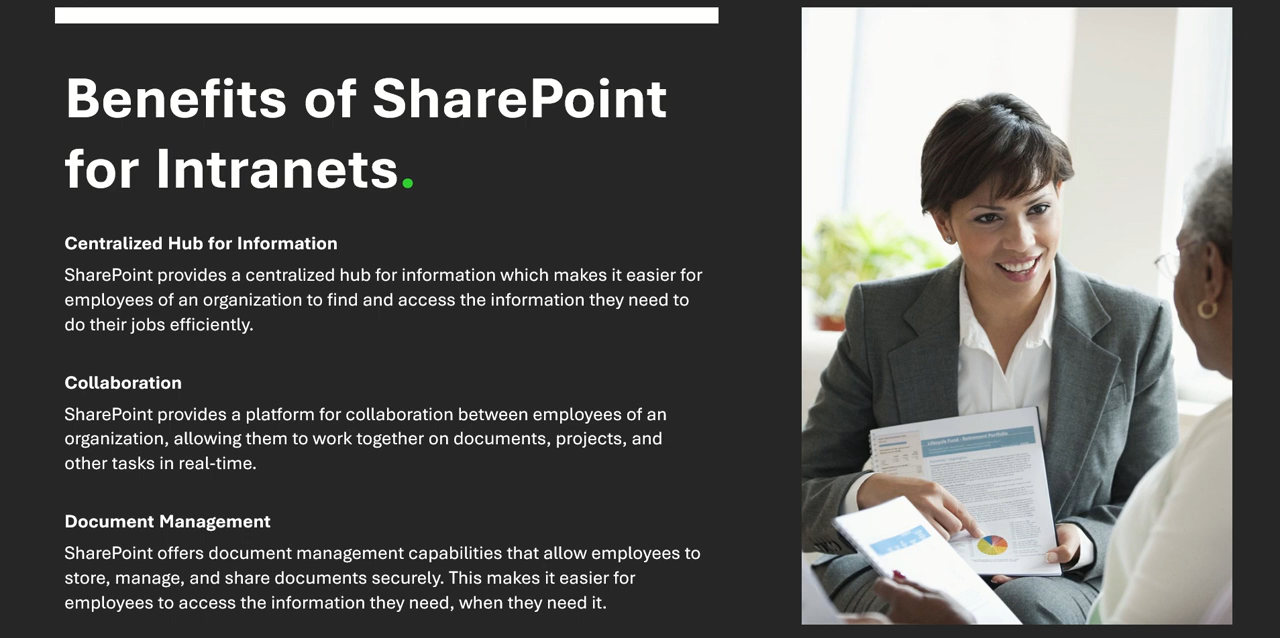 Benefits of SharePoint
for Intranets.
Centralized Hub for Information
SharePoint provides a centralized hub for information which makes it easier for
employees of an organization to find and access the information they need to
do their jobs efficiently.
Collaboration
SharePoint provides a platform for collaboration between employees of an
organization, allowing them to work together on documents, projects, and
other tasks in real-time.
Document Management
SharePoint offers document management capabilities that allow employees to
store, manage, and share documents securely. This makes it easier for
employees to access the information they need, when they need it.
Lifecycle Fund - Retirement Portfolio